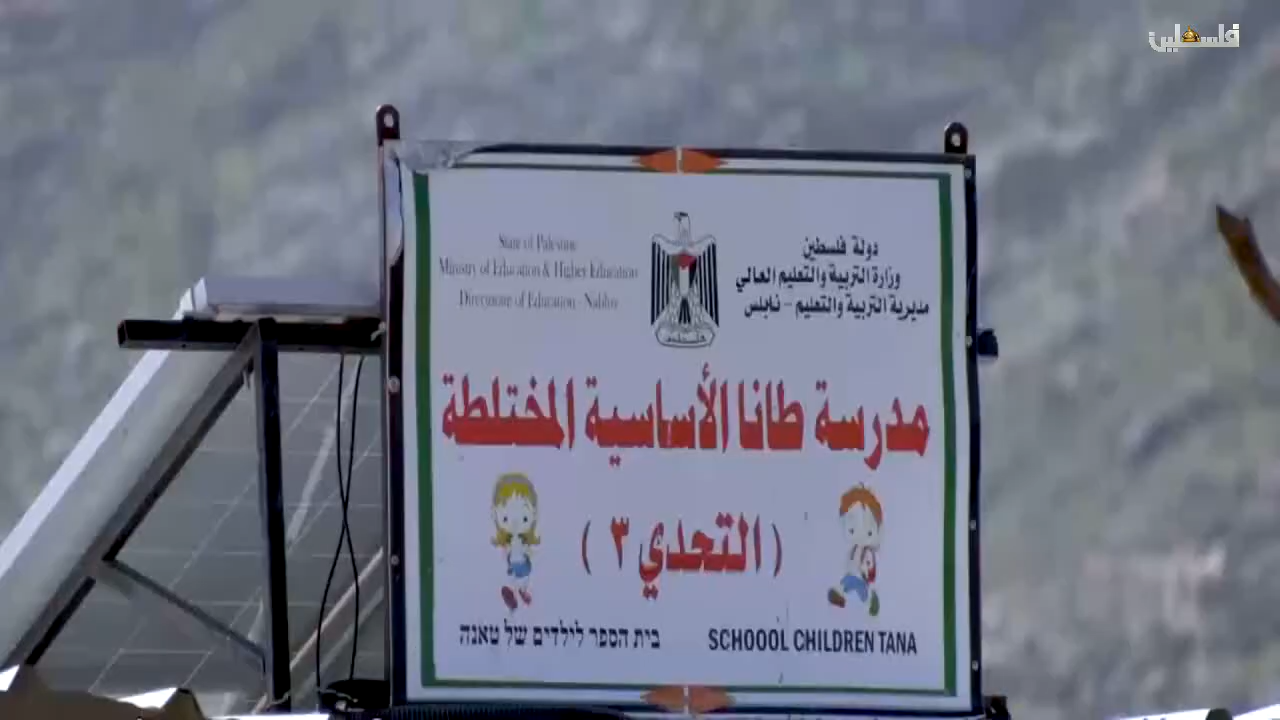 فلسطين
State of Palestine
Ministry of Education & Higher Education
Directorate of Education - Nablus
دولة فلسطين
وزارة التربية والتعليم العالي
مديرية التربية والتعليم - نابلس
فلسطين
مدرسة طانا الأساسية المختلطة
( التحدي ٣ )
בית הספר לילדים של טאנה
SCHOOOL CHILDREN TANA